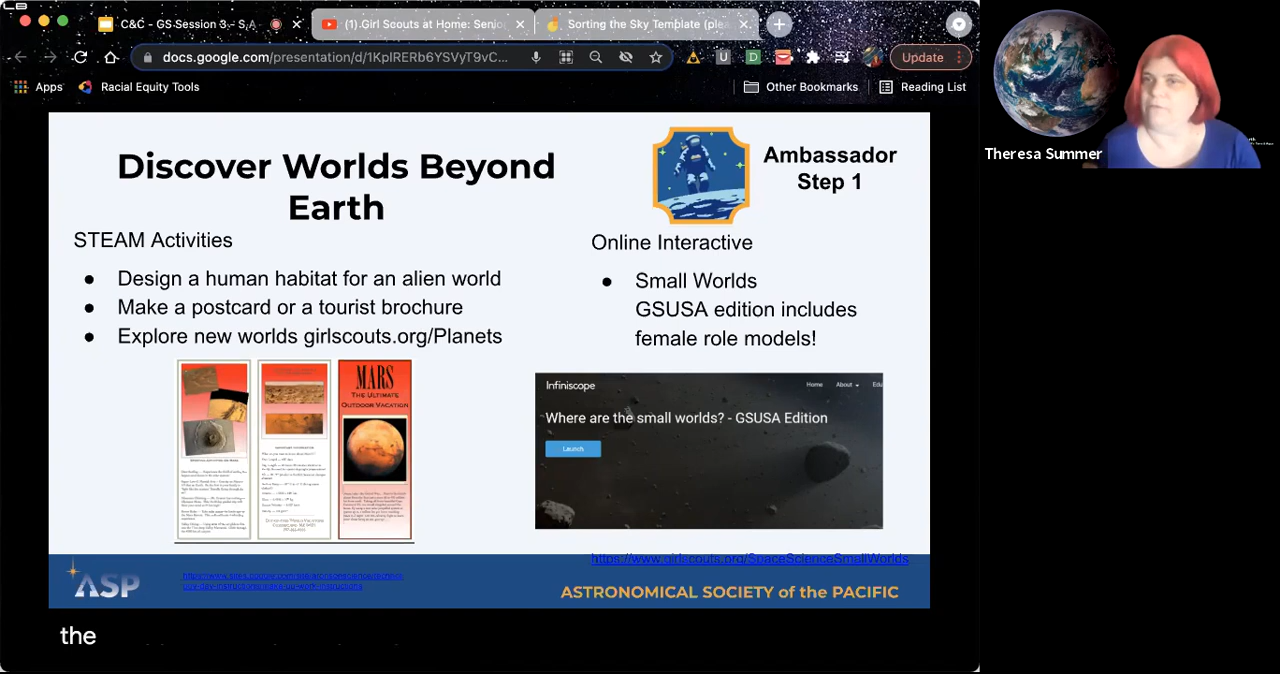 C&C - GS Session 3 - S.A
(1) Girl Scouts at Home: Senio
Sorting the Sky Template (ple
docs.google.com/presentation/d/1KpIRERb6YSVyT9vC...
Update
Apps
Racial Equity Tools
Other Bookmarks
Reading List
Discover Worlds Beyond
Earth
STEAM Activities
● Design a human habitat for an alien world
● Make a postcard or a tourist brochure
● Explore new worlds girlscouts.org/Planets
Ambassador
Step 1
Online Interactive
● Small Worlds
GSUSA edition includes
female role models!
MARS
THE ULTIMATE
OUTDOOR VACATION
Infiniscope
Home
About
Edu
Where are the small worlds? - GSUSA Edition
Launch
https://www.girlscouts.org/SpaceScienceSmallWorlds
ASP
ASTRONOMICAL SOCIETY of the PACIFIC
the
Theresa Summer